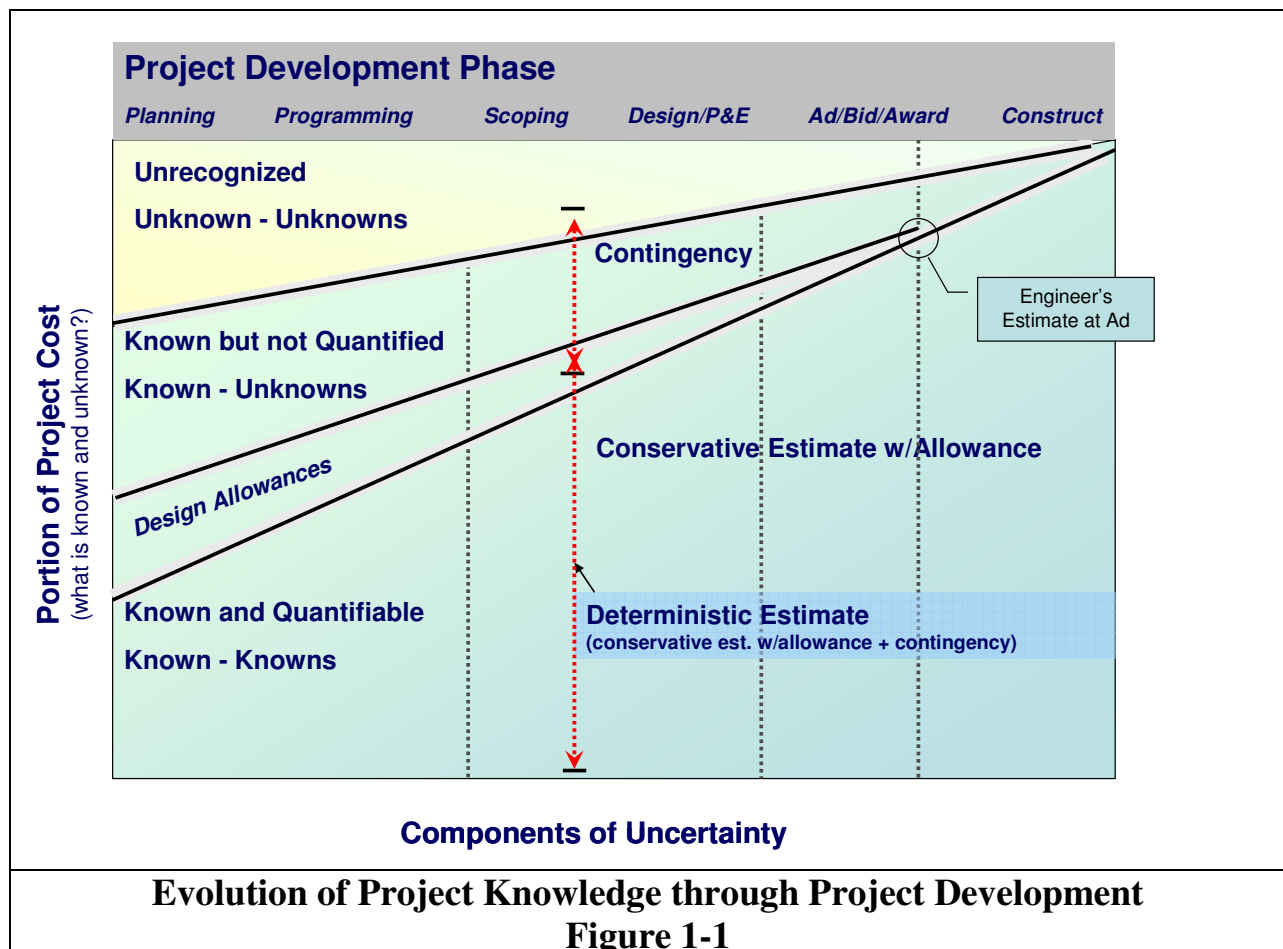 Project Development Phase
Planning Programming Scoping Design/P&E Ad/Bid/Award Construct
Unrecognized
Unknown - Unknowns
Contingency
Engineer's
Estimate at Ad
Known but not Quantified
Known - Unknowns
Conservative Estimate w/Allowance
Design Allowances
Known and Quantifiable
Known - Knowns
Deterministic Estimate
(conservative est. w/allowance + contingency)
Portion of Project Cost
(what is known and unknown?)
Components of Uncertainty
Evolution of Project Knowledge through Project Development
Figure 1-1